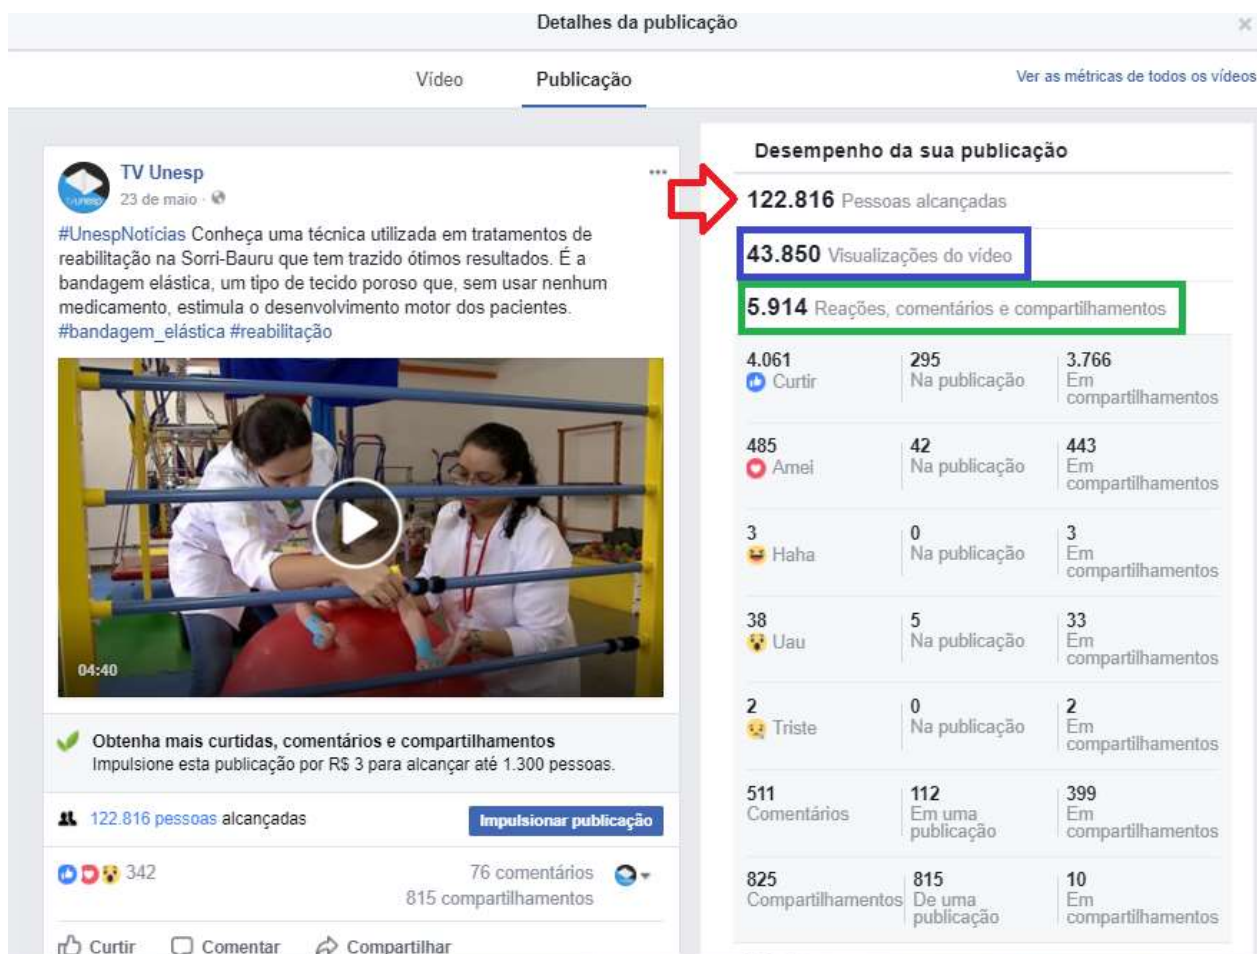 Detalhes da publicação
×
Vídeo
Publicação
Ver as métricas de todos os vídeos
TV Unesp
23 de maio ·
#UnespNotícias Conheça uma técnica utilizada em tratamentos de
reabilitação na Sorri-Bauru que tem trazido ótimos resultados. É a
bandagem elástica, um tipo de tecido poroso que, sem usar nenhum
medicamento, estimula o desenvolvimento motor dos pacientes.
#bandagem_elástica #reabilitação
04:40
Obtenha mais curtidas, comentários e compartilhamentos
Impulsione esta publicação por R$ 3 para alcançar até 1.300 pessoas.
122.816 pessoas alcançadas
Impulsionar publicação
342
76 comentários
815 compartilhamentos
Curtir
Comentar
Compartilhar
Desempenho da sua publicação
122.816 Pessoas alcançadas
43.850 Visualizações do vídeo
5.914 Reações, comentários e compartilhamentos
4.061
Curtir
295
Na publicação
3.766
Em
compartilhamentos
485
Amei
42
Na publicação
443
Em
compartilhamentos
3
Haha
0
Na publicação
3
Em
compartilhamentos
38
Uau
5
Na publicação
33
Em
compartilhamentos
2
Triste
0
Na publicação
2
Em
compartilhamentos
511
Comentários
112
Em uma
publicação
399
Em
compartilhamentos
825
Compartilhamentos
815
De uma
publicação
10
Em
compartilhamentos